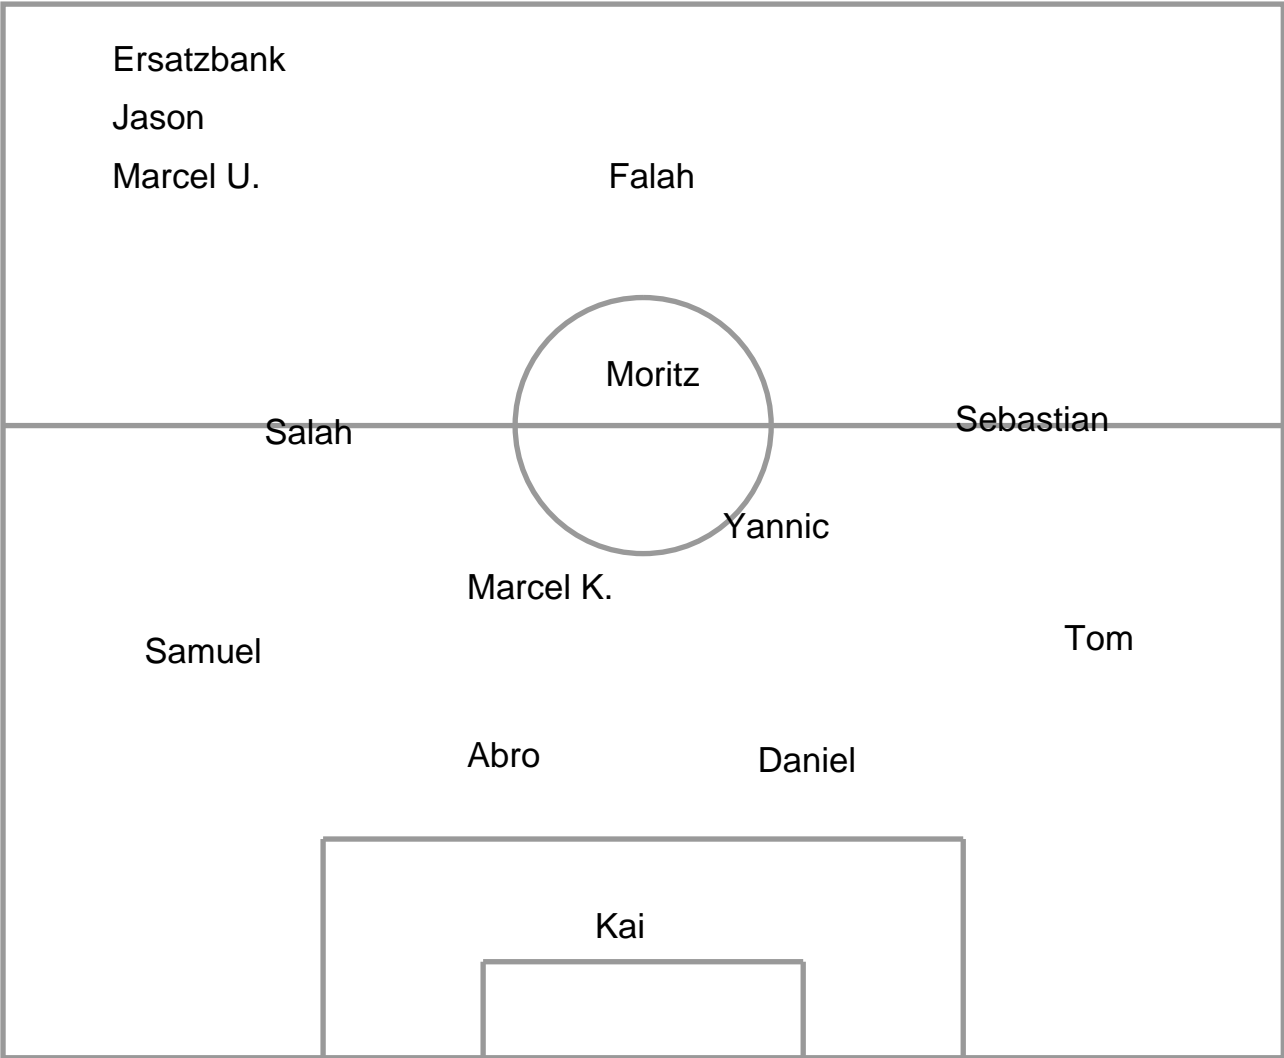 Ersatzbank
Jason
Marcel U.
Falah
Moritz
Salah
Sebastian
Yannic
Marcel K.
Samuel
Tom
Abro
Daniel
Kai